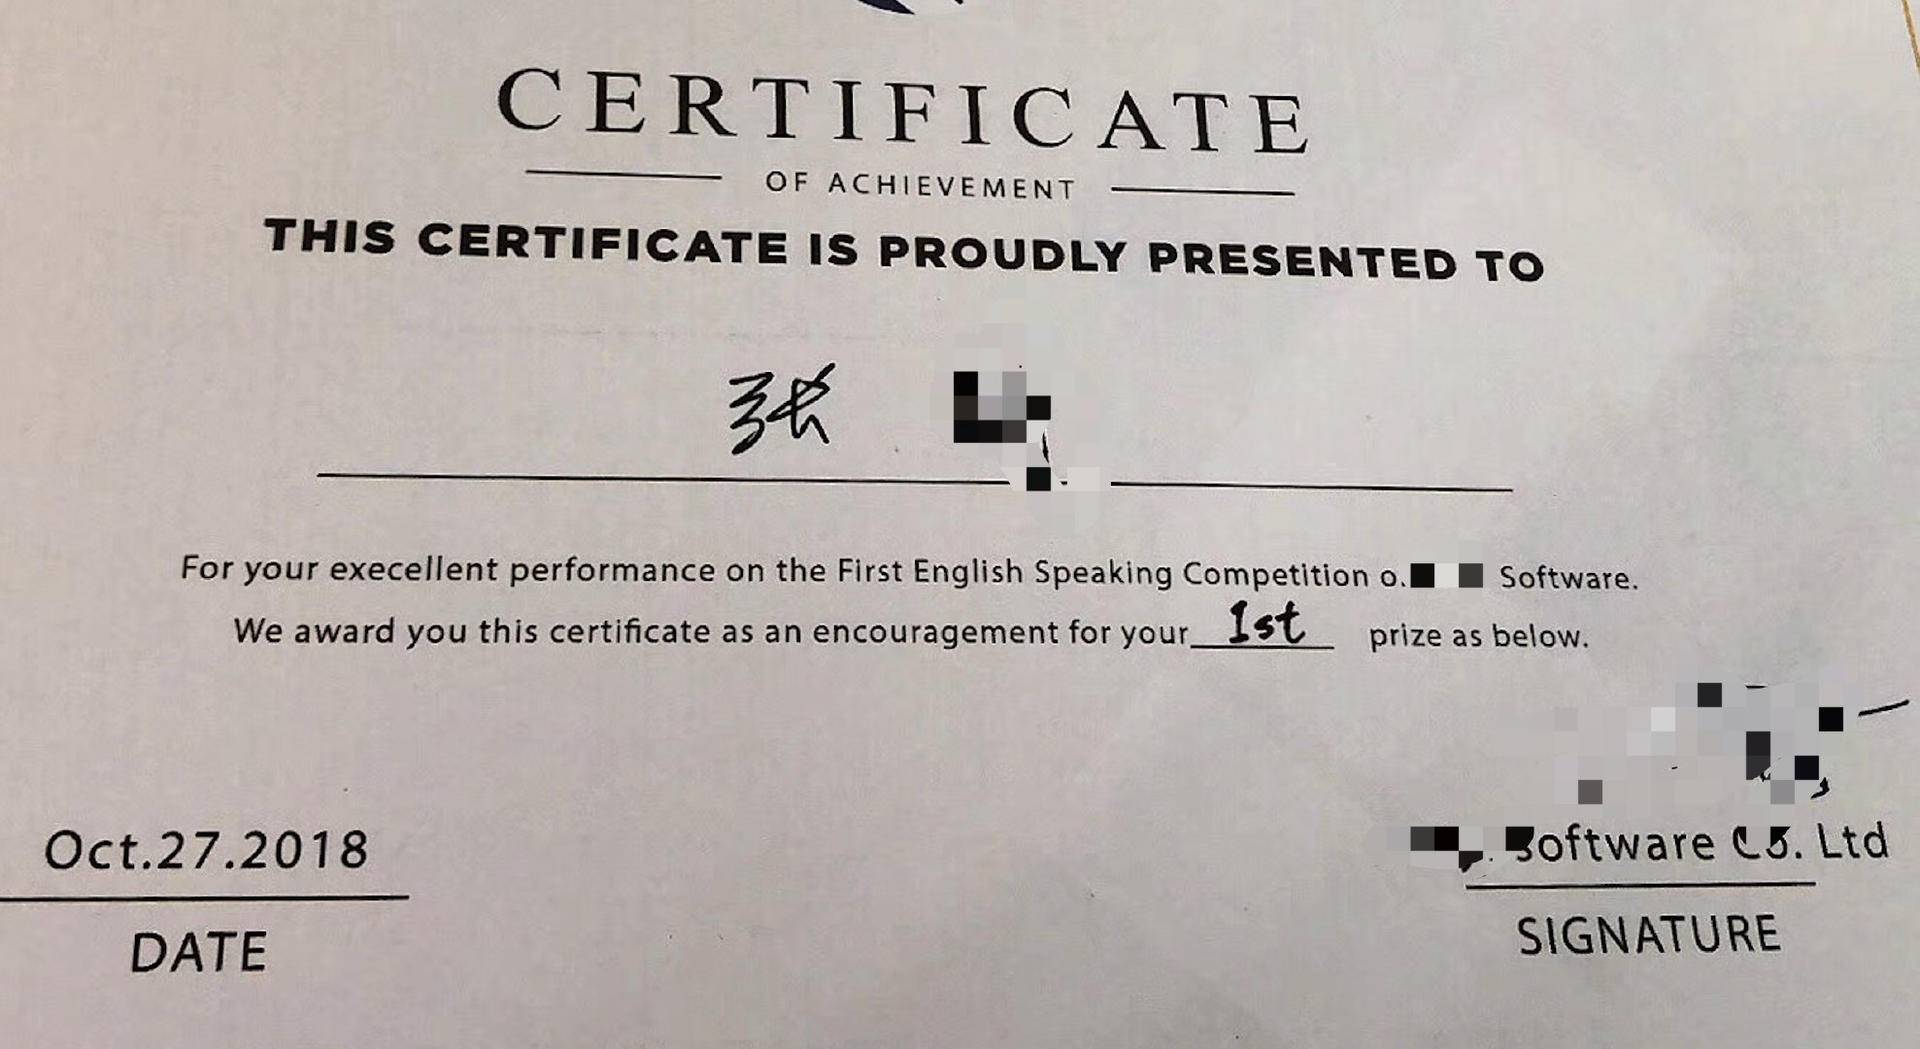 CERTIFICATE
OF ACHIEVEMENT
THIS CERTIFICATE IS PROUDLY PRESENTED TO
张
For your execellent performance on the First English Speaking Competition Software.
We award you this certificate as an encouragement for your 1st prize as below.
Oct.27.2018
Software Co. Ltd
DATE
SIGNATURE